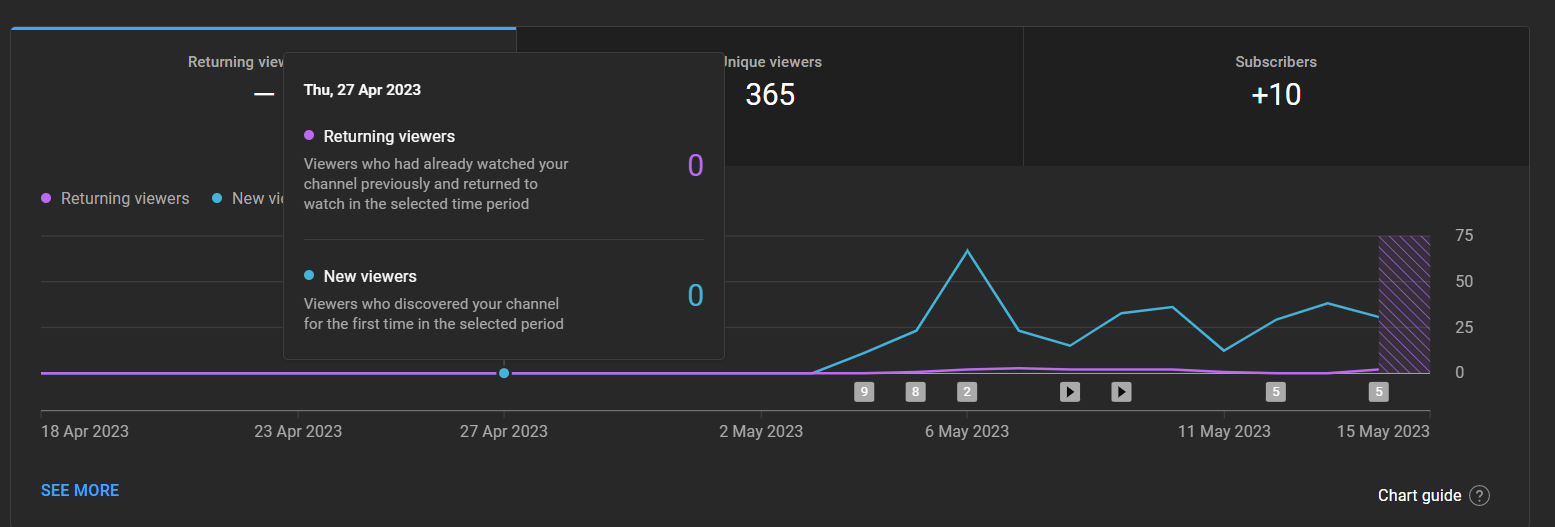 Returning view
—
Unique viewers
365
Subscribers
+10
Thu, 27 Apr 2023
Returning viewers
Viewers who had already watched your
channel previously and returned to
watch in the selected time period
0
New viewers
Viewers who discovered your channel
for the first time in the selected period
0
Returning viewers
New vi
75
50
25
0
9
8
2
5
5
18 Apr 2023
23 Apr 2023
27 Apr 2023
2 May 2023
6 May 2023
11 May 2023
15 May 2023
SEE MORE
Chart guide ?